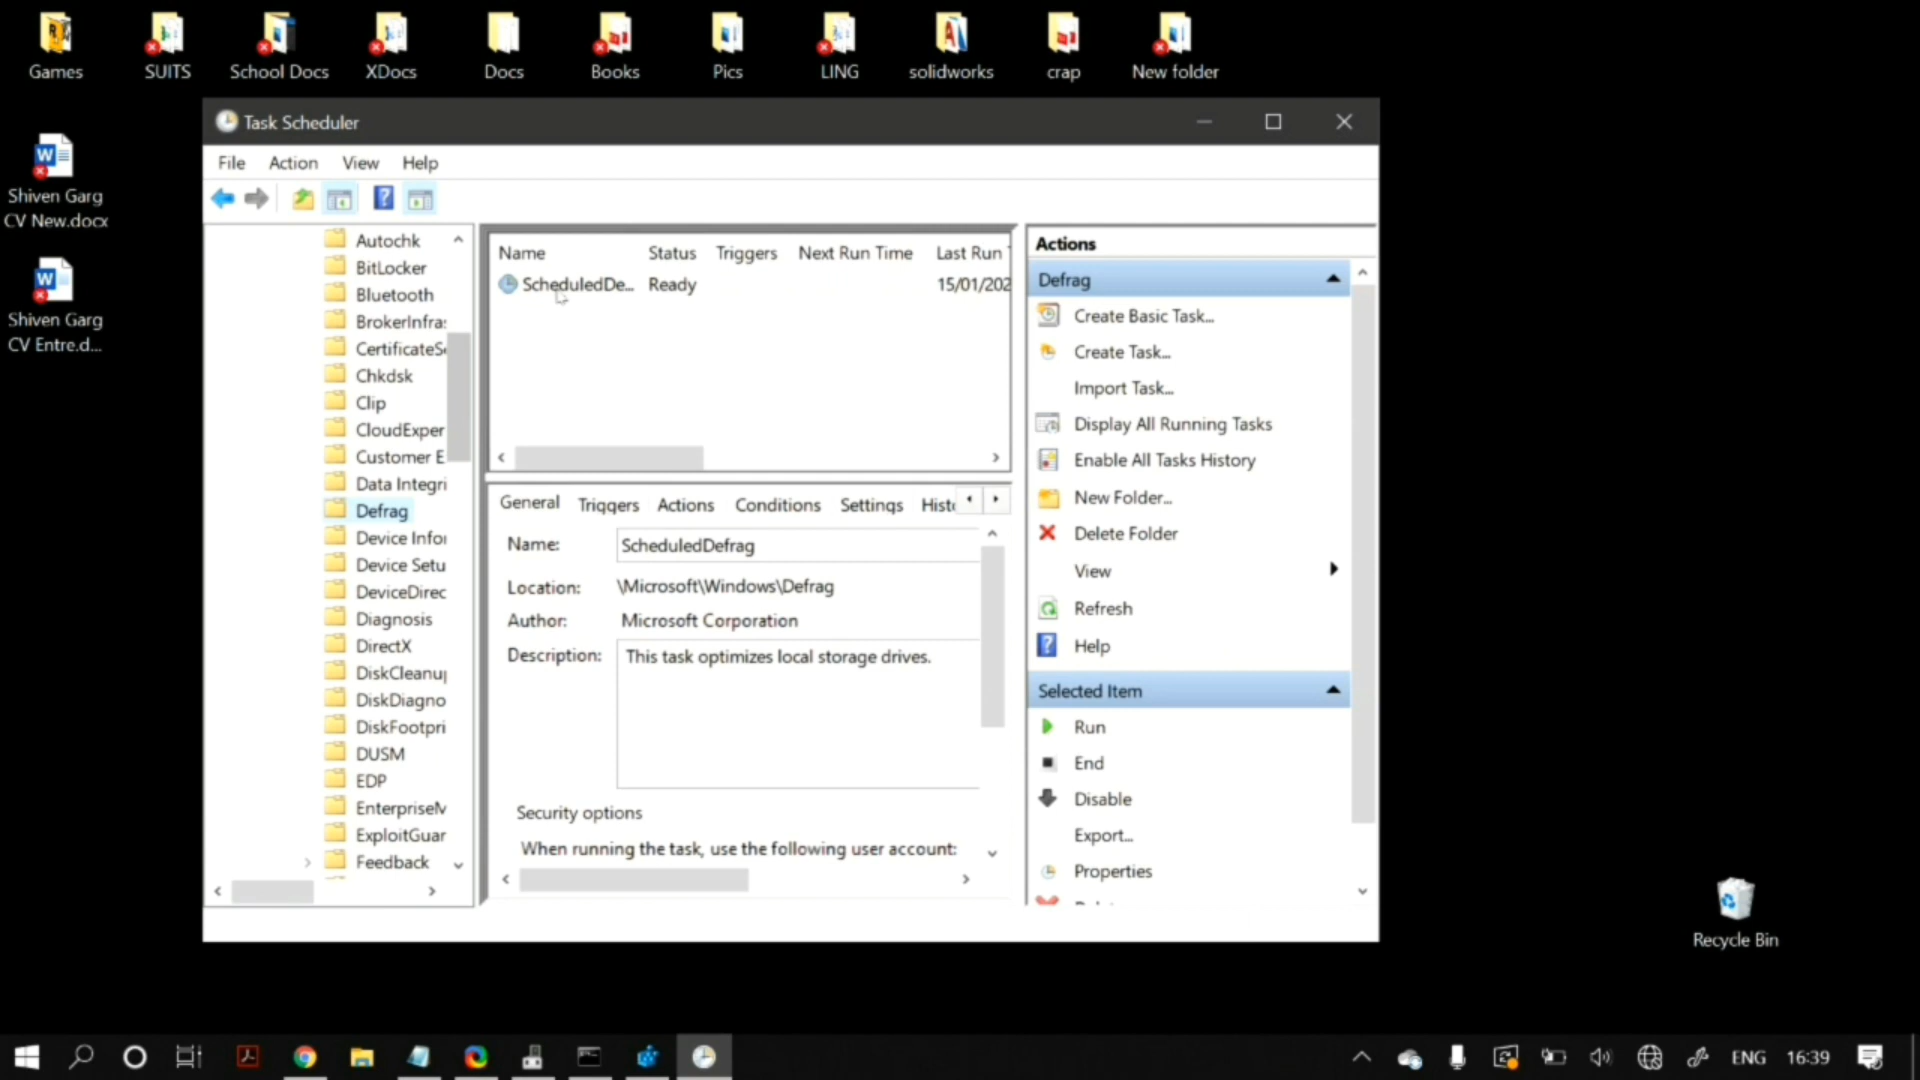 Games
SUITS
School Docs
XDocs
Docs
Books
Pics
LING
solidworks
crap
New folder
Shiven Garg
CV New.docx
Shiven Garg
CV Entre.d...
Task Scheduler
File Action View Help
Autochk
BitLocker
Bluetooth
BrokerInfra
CertificateS
Chkdsk
Clip
CloudExper
Customer E
Data Integri
Defrag
Device Info
Device Setu
DeviceDirec
Diagnosis
DirectX
DiskCleanu
DiskDiagno
DiskFootpri
DUSM
EDP
EnterpriseM
ExploitGuar
Feedback
Name Status Triggers Next Run Time Last Run
ScheduledDe... Ready 15/01/202
General Triggers Actions Conditions Settings Hist
Name: ScheduledDefrag
Location: \Microsoft\Windows\Defrag
Author: Microsoft Corporation
Description: This task optimizes local storage drives.
Security options
When running the task, use the following user account:
Actions
Defrag
Create Basic Task...
Create Task...
Import Task...
Display All Running Tasks
Enable All Tasks History
New Folder...
Delete Folder
View
Refresh
Help
Selected Item
Run
End
Disable
Export...
Properties
Recycle Bin
ENG 16:39